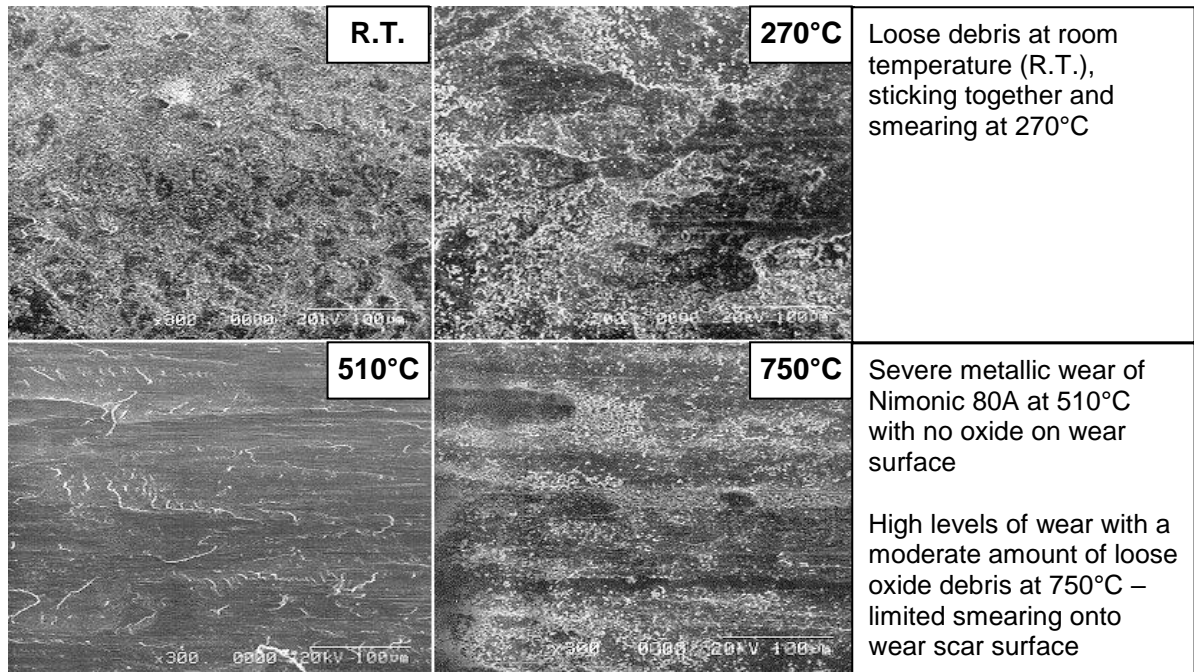 R.T.
270°C
Loose debris at room
temperature (R.T.),
sticking together and
smearing at 270°C
x300 0000 20kV 100µm
0000 20kV 100µm
510°C
750°C
Severe metallic wear of
Nimonic 80A at 510°C
with no oxide on wear
surface
High levels of wear with a
moderate amount of loose
oxide debris at 750°C –
limited smearing onto
wear scar surface
x300 0000 20kV 100µm
x300 0000 20kV 100µm